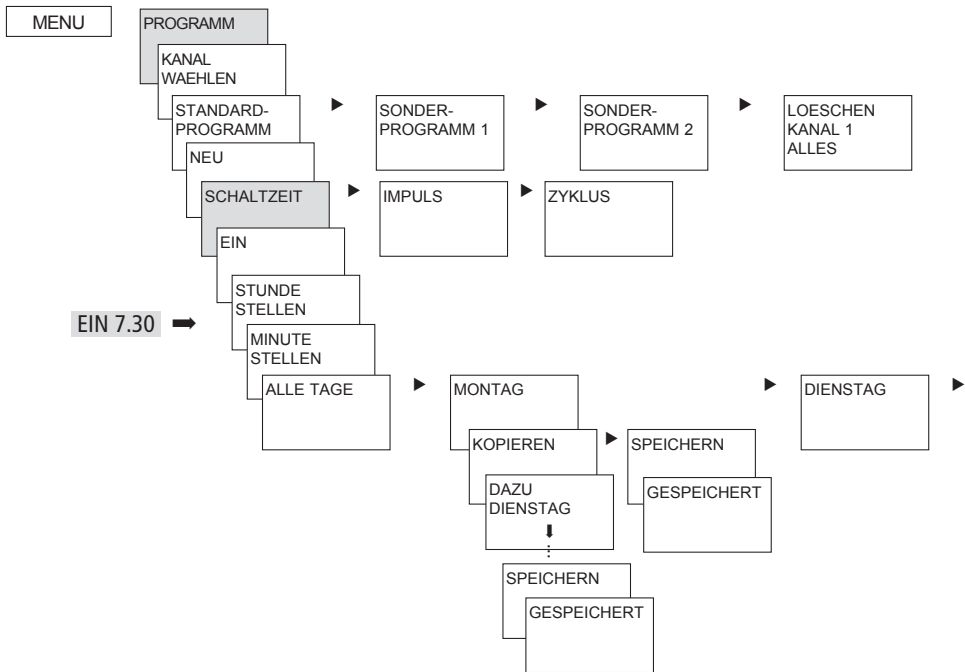 MENU
PROGRAMM
KANAL
WAEHLEN
STANDARD-
PROGRAMM
SONDER-
PROGRAMM 1
SONDER-
PROGRAMM 2
LOESCHEN
KANAL 1
ALLES
NEU
SCHALTZEIT
IMPULS
ZYKLUS
EIN
STUNDE
STELLEN
EIN 7.30
MINUTE
STELLEN
ALLE TAGE
MONTAG
DIENSTAG
KOPIEREN
SPEICHERN
DAZU
DIENSTAG
GESPEICHERT
SPEICHERN
GESPEICHERT